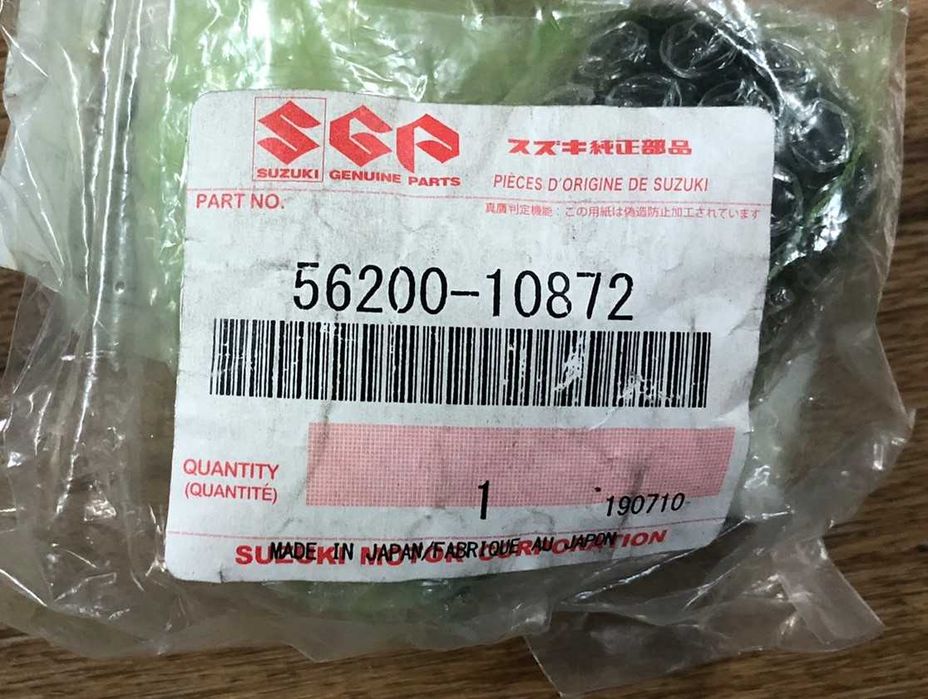 SGP
SUZUKI GENUINE PARTS
スズキ純正部品
PIÈCES D'ORIGINE DE SUZUKI
PART NO.
真贋判定機能：この用紙は偽造防止加工されています
56200-10872
QUANTITY
(QUANTITÉ)
1
190710
MADE IN JAPAN/FABRIQUE AU JAPON
SUZUKI MOTOR CORPORATION